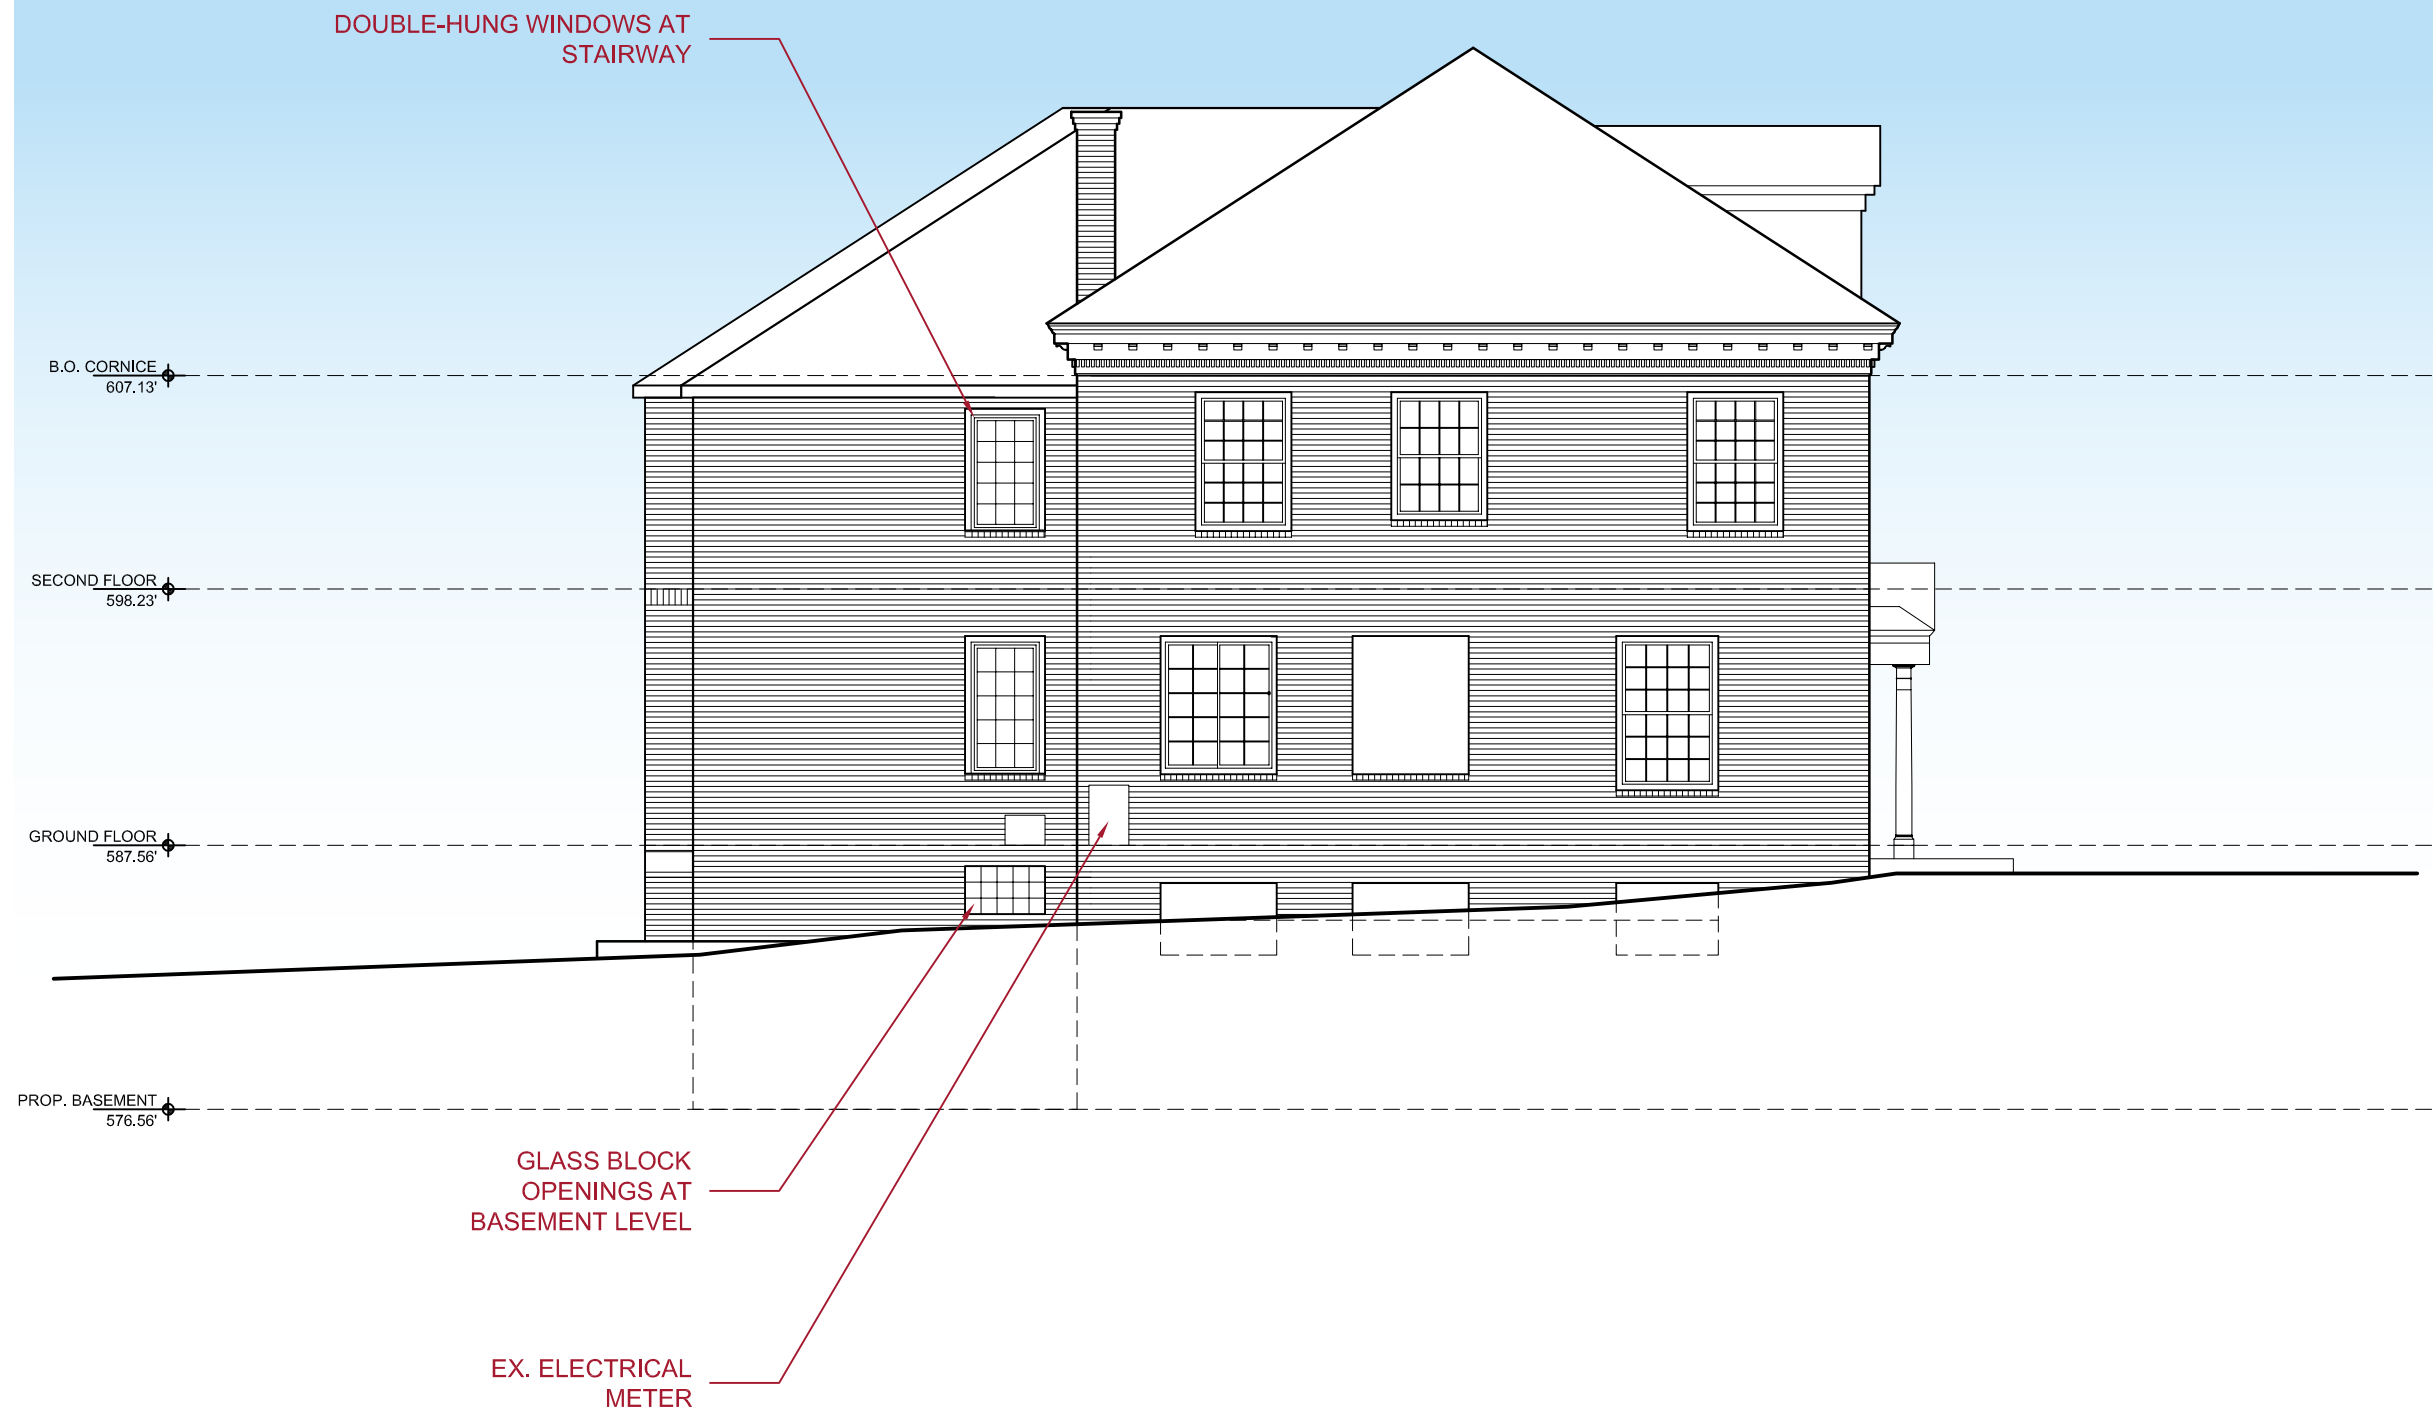 DOUBLE-HUNG WINDOWS AT
STAIRWAY
B.O. CORNICE
607.13'
SECOND FLOOR
598.23'
GROUND FLOOR
587.56'
PROP. BASEMENT
576.56'
GLASS BLOCK
OPENINGS AT
BASEMENT LEVEL
EX. ELECTRICAL
METER